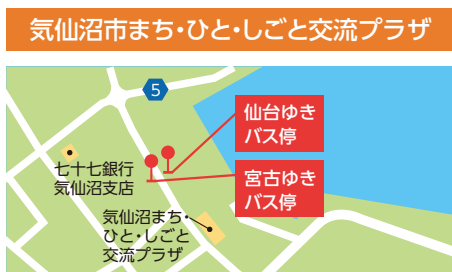 気仙沼市まち・ひと・しごと交流プラザ
5
仙台ゆき
バス停
宮古ゆき
バス停
七十七銀行
気仙沼支店
気仙沼まち・
ひと・しごと
交流プラザ